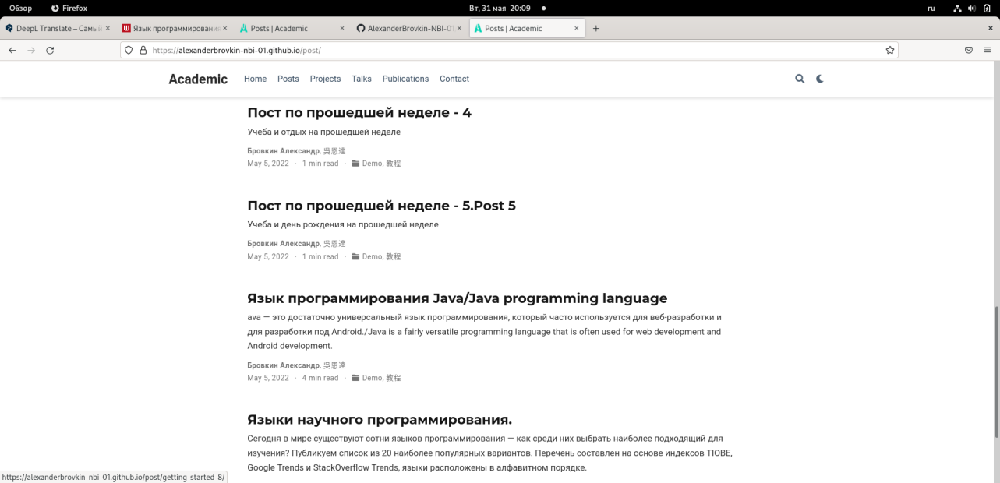 Обзор Firefox Вт, 31 мая 20:09 ru
DeepL Translate – Самый Язык программирования Posts | Academic AlexanderBrovkin-NBI-01 Posts | Academic
https://alexanderbrovkin-nbi-01.github.io/post/
Academic Home Posts Projects Talks Publications Contact
Пост по прошедшей неделе - 4
Учеба и отдых на прошедшей неделе
Бровкин Александр, 吳恩達
May 5, 2022 · 1 min read · Demo, 教程
Пост по прошедшей неделе - 5.Post 5
Учеба и день рождения на прошедшей неделе
Бровкин Александр, 吳恩達
May 5, 2022 · 1 min read · Demo, 教程
Язык программирования Java/Java programming language
ava — это достаточно универсальный язык программирования, который часто используется для веб-разработки и
для разработки под Android./Java is a fairly versatile programming language that is often used for web development and
Android development.
Бровкин Александр, 吳恩達
May 5, 2022 · 4 min read · Demo, 教程
Языки научного программирования.
Сегодня в мире существуют сотни языков программирования — как среди них выбрать наиболее подходящий для
изучения? Публикуем список из 20 наиболее популярных вариантов. Перечень составлен на основе индексов TIOBE,
Google Trends и StackOverflow Trends, языки расположены в алфавитном порядке.
https://alexanderbrovkin-nbi-01.github.io/post/getting-started-8/